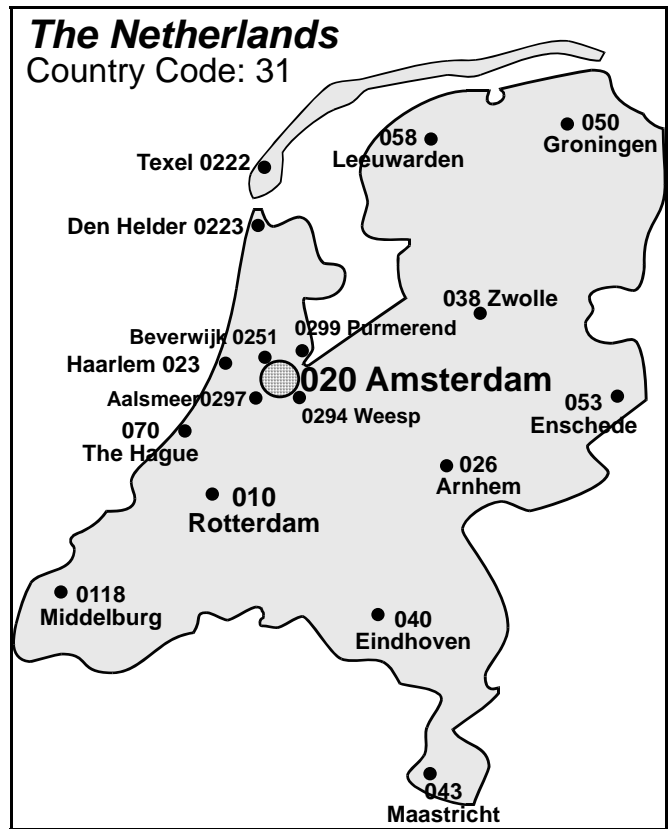 The Netherlands
Country Code: 31
050
Groningen
058
Leeuwarden
Texel 0222
Den Helder 0223
038 Zwolle
0299 Purmerend
Beverwijk 0251
Haarlem 023
020 Amsterdam
Aalsmeer0297
0294 Weesp
053
Enschede
070
The Hague
026
Arnhem
010
Rotterdam
0118
Middelburg
040
Eindhoven
043
Maastricht